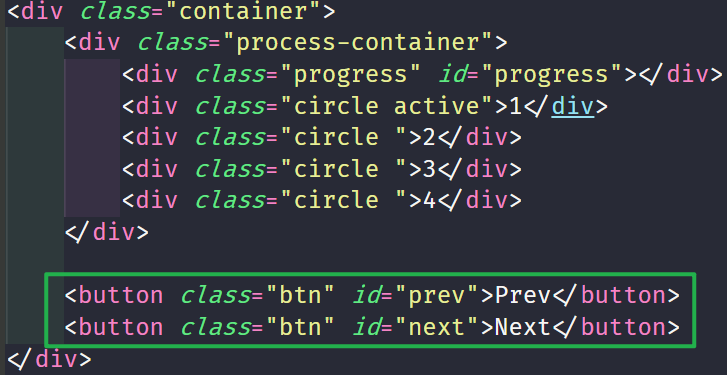 <div class="container">
<div class="process-container">
<div class="progress" id="progress"></div>
<div class="circle active">1</div>
<div class="circle ">2</div>
<div class="circle ">3</div>
<div class="circle ">4</div>
</div>
<button class="btn" id="prev">Prev</button>
<button class="btn" id="next">Next</button>
</div>